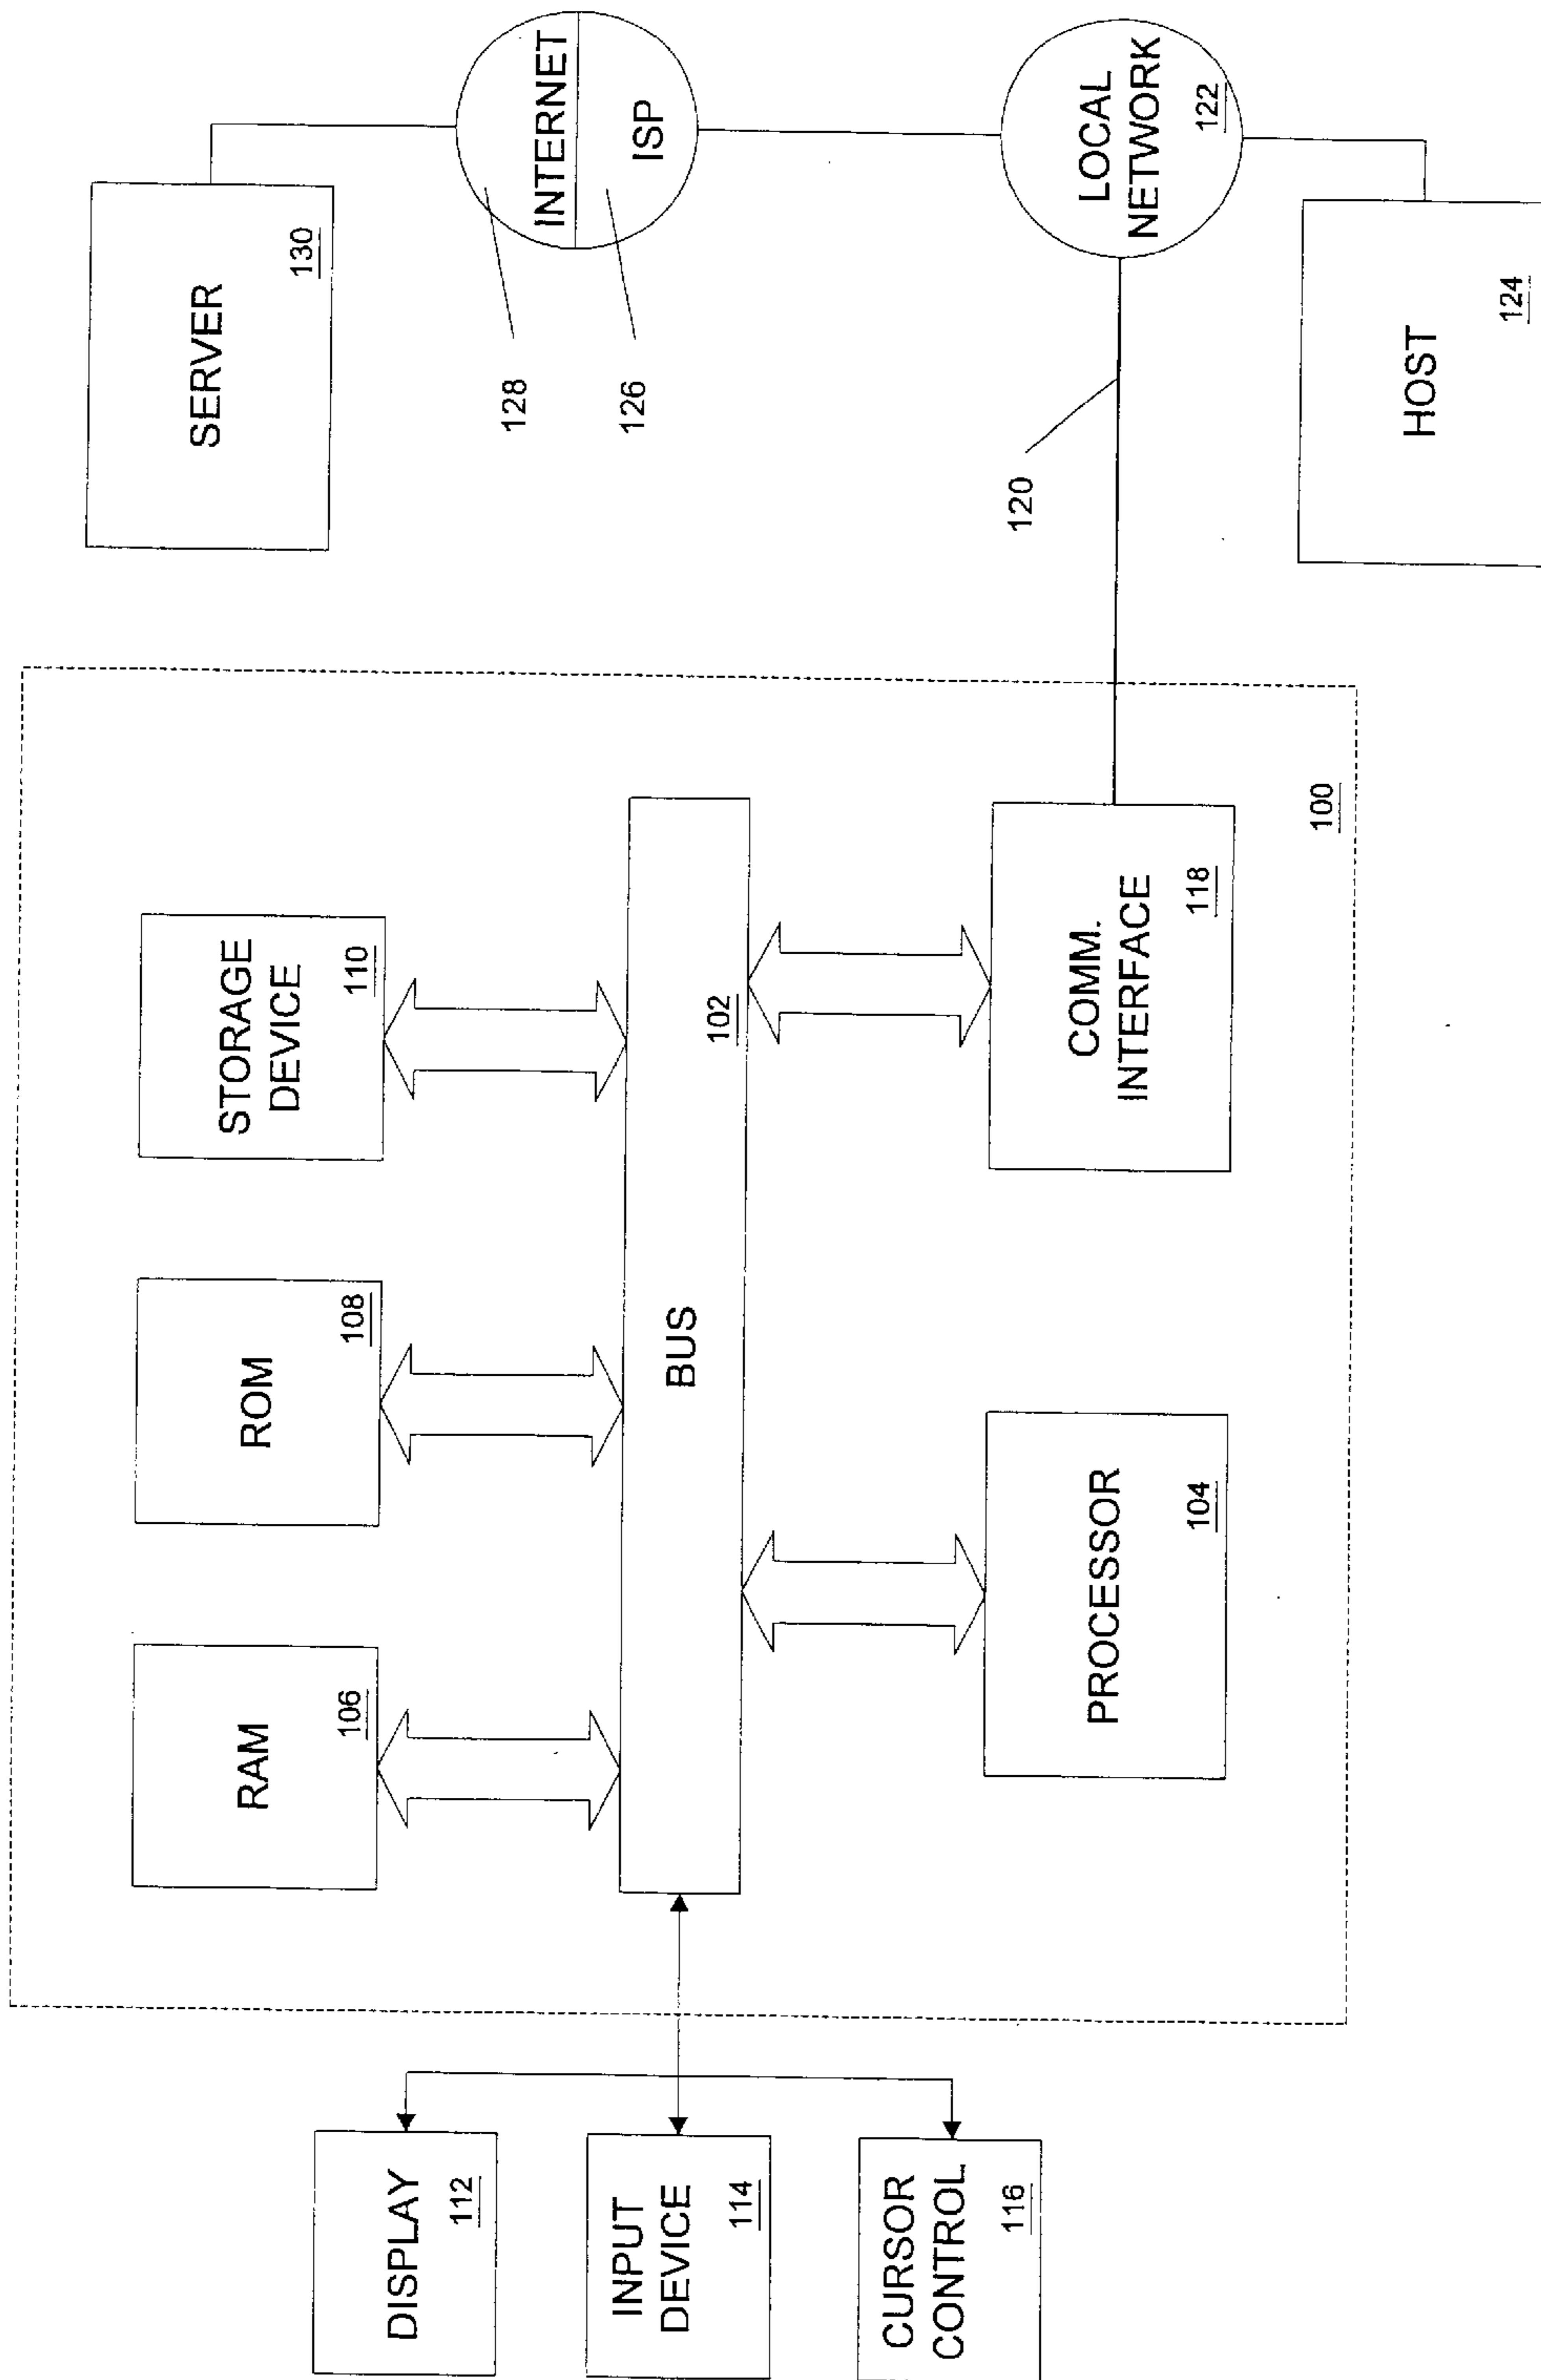 DISPLAY
112
INPUT
DEVICE
114
CURSOR
CONTROL
116
RAM
106
ROM
108
STORAGE
DEVICE
110
BUS
102
PROCESSOR
104
COMM.
INTERFACE
118
100
SERVER
130
INTERNET
ISP
128
126
120
LOCAL
NETWORK
122
HOST
124